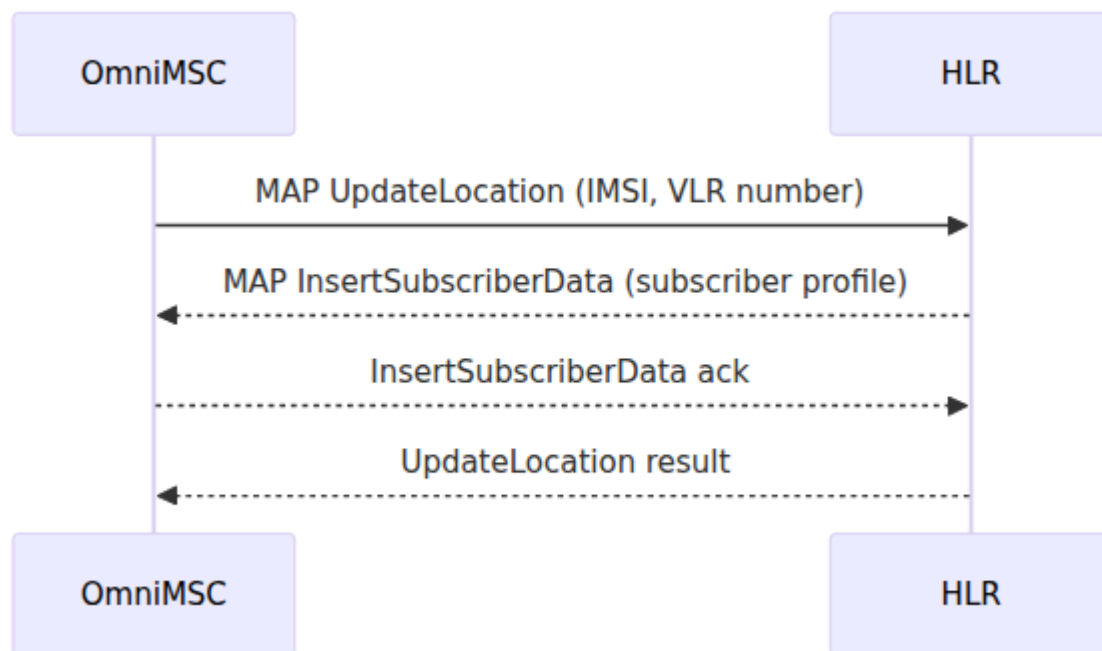 OmniMSC
HLR
MAP UpdateLocation (IMSI, VLR number)
MAP InsertSubscriberData (subscriber profile)
InsertSubscriberData ack
UpdateLocation result
OmniMSC
HLR